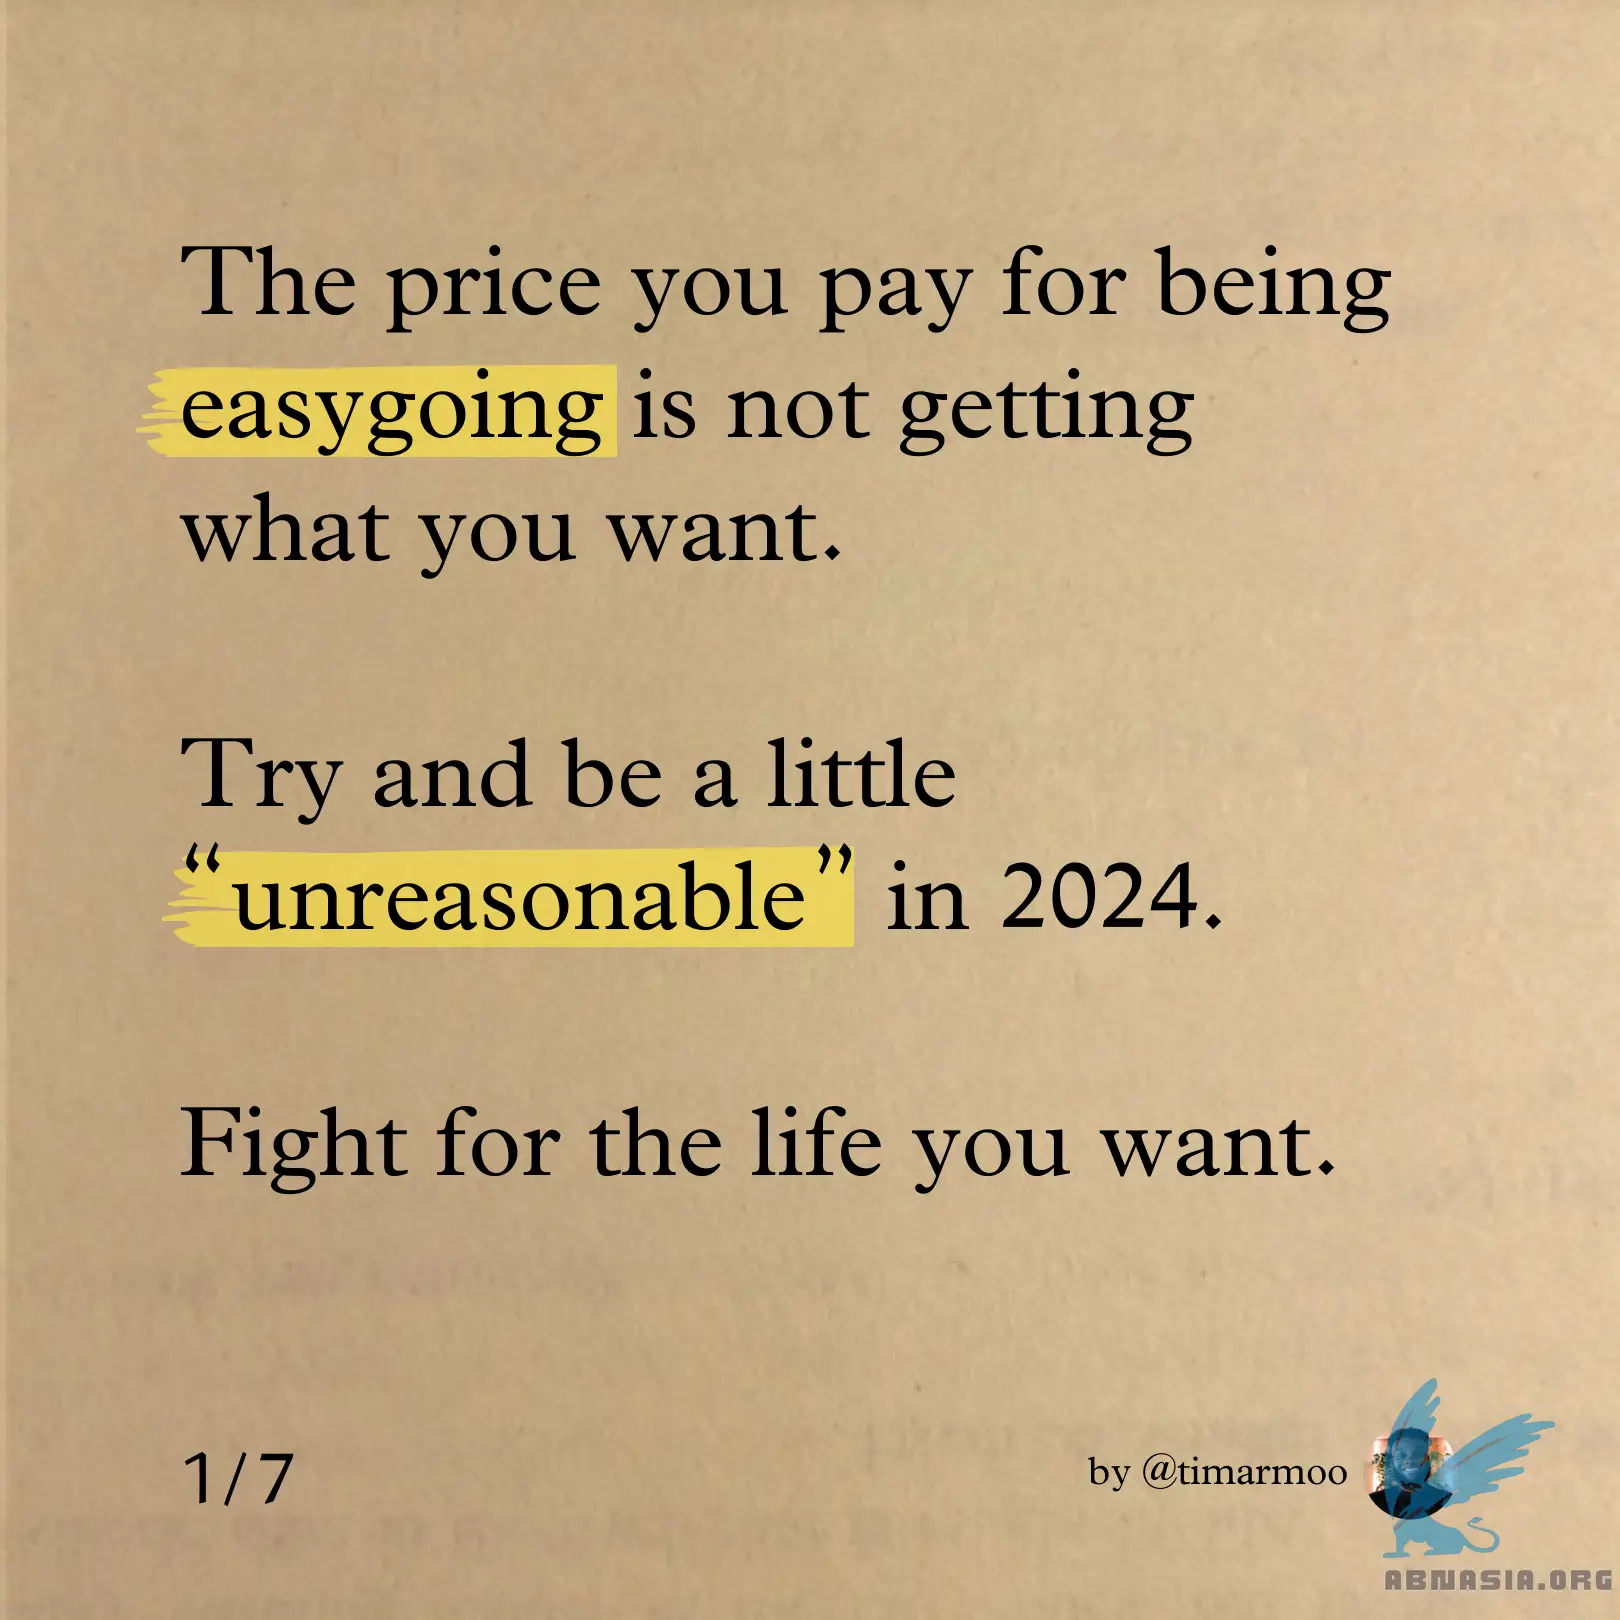 The price you pay for being
easygoing is not getting
what you want.
Try and be a little
“unreasonable” in 2024.
Fight for the life you want.
1/7
by @timarmoo
ABNASIA.ORG